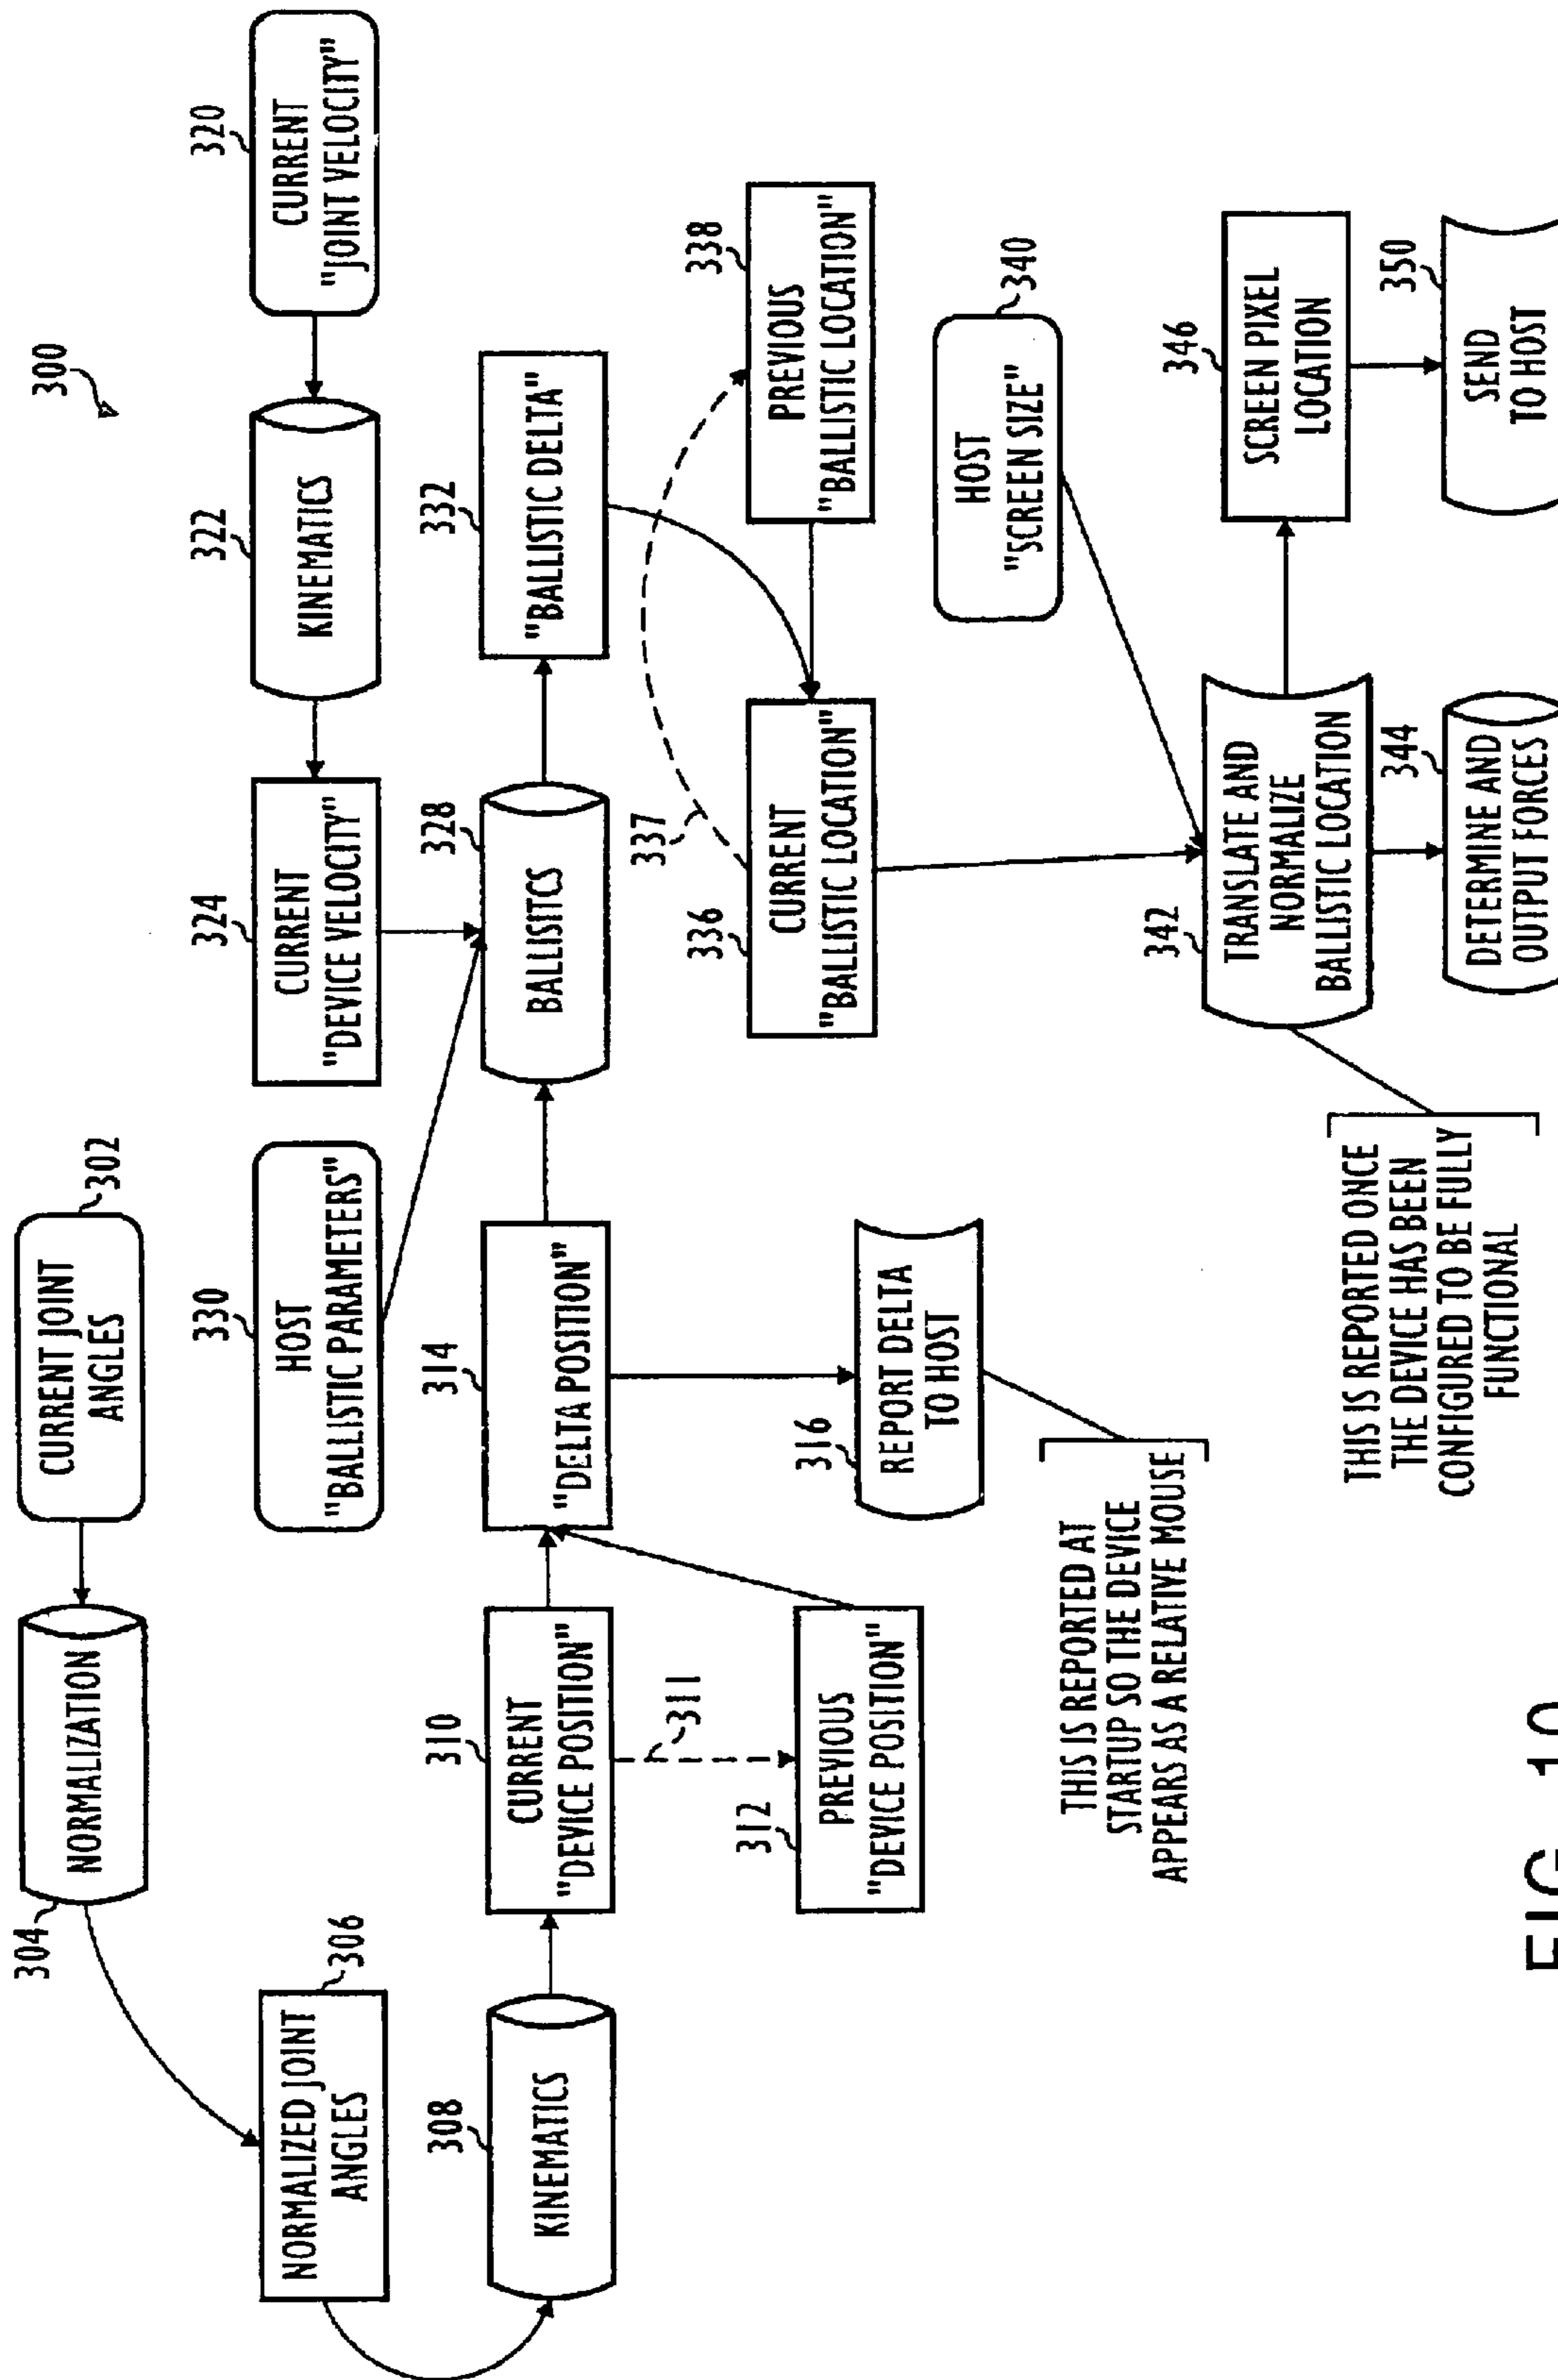 300
302
CURRENT JOINT
ANGLES
304
NORMALIZATION
306
NORMALIZED JOINT
ANGLES
308
KINEMATICS
310
CURRENT
"DEVICE POSITION"
311
312
PREVIOUS
"DEVICE POSITION"
314
"DELTA POSITION"
316
REPORT DELTA
TO HOST
THIS IS REPORTED AT
STARTUP SO THE DEVICE
APPEARS AS A RELATIVE MOUSE
320
CURRENT
"JOINT VELOCITY"
322
KINEMATICS
324
CURRENT
"DEVICE VELOCITY"
330
HOST
"BALLISTIC PARAMETERS"
328
BALLISITCS
332
"BALLISTIC DELTA"
336
CURRENT
"BALLISTIC LOCATION"
337
338
PREVIOUS
"BALLISTIC LOCATION"
340
HOST
"SCREEN SIZE"
342
TRANSLATE AND
NORMALIZE
BALLISTIC LOCATION
344
DETERMINE AND
OUTPUT FORCES
346
SCREEN PIXEL
LOCATION
350
SEND
TO HOST
THIS IS REPORTED ONCE
THE DEVICE HAS BEEN
CONFIGURED TO BE FULLY
FUNCTIONAL
FIG.